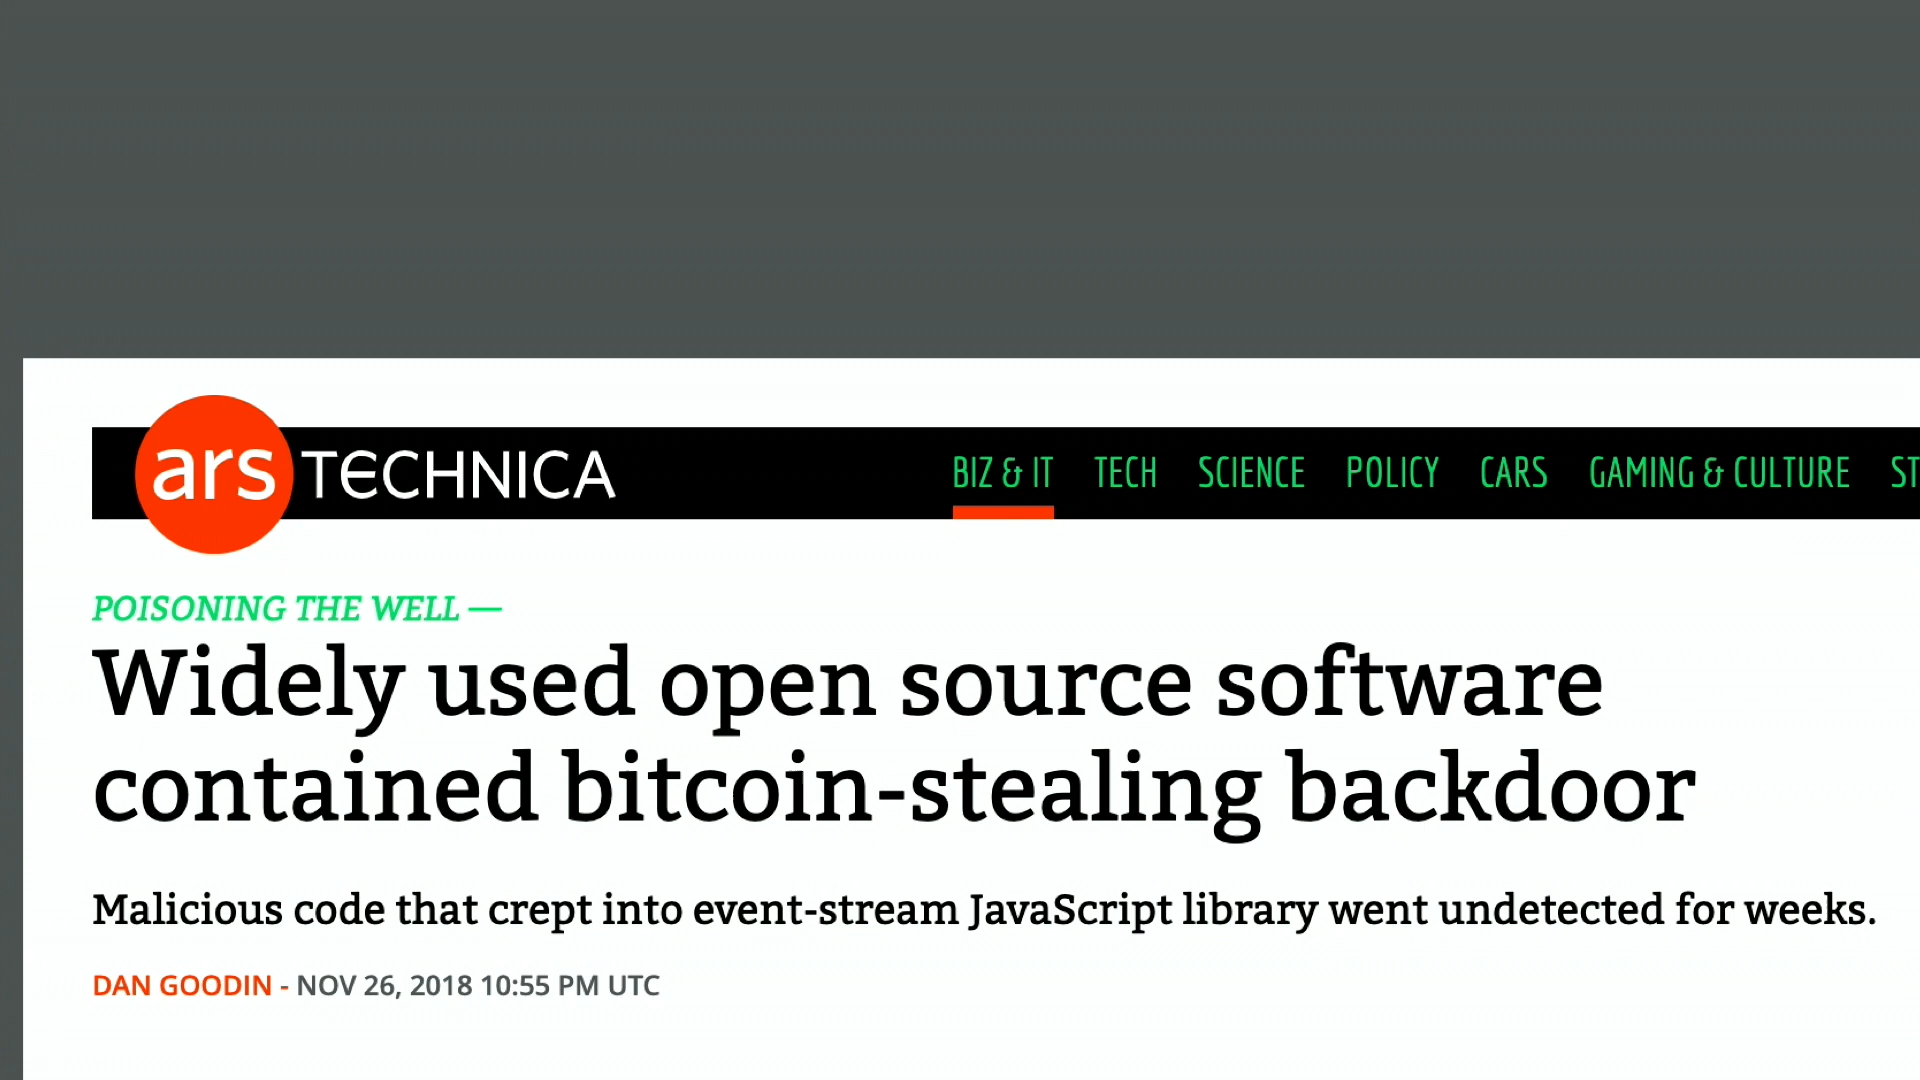 ars TECHNICA
BIZ & IT TECH SCIENCE POLICY CARS GAMING & CULTURE ST
POISONING THE WELL —
Widely used open source software
contained bitcoin-stealing backdoor
Malicious code that crept into event-stream JavaScript library went undetected for weeks.
DAN GOODIN - NOV 26, 2018 10:55 PM UTC